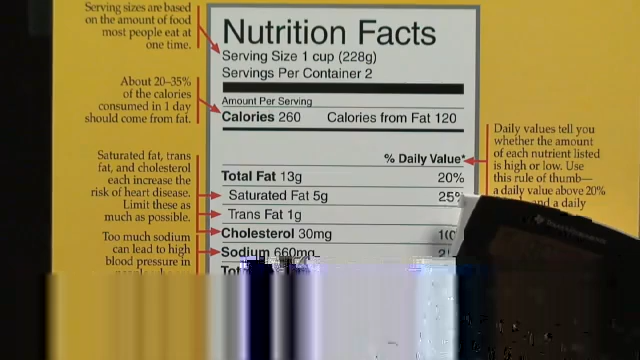 Serving sizes are based
on the amount of food
most people eat at
one time.
About 20–35%
of the calories
consumed in 1 day
should come from fat.
Saturated fat, trans
fat, and cholesterol
each increase the
risk of heart disease.
Limit these as
much as possible.
Too much sodium
can lead to high
blood pressure in
Nutrition Facts
Serving Size 1 cup (228g)
Servings Per Container 2
Amount Per Serving
Calories 260 Calories from Fat 120
% Daily Value*
Total Fat 13g 20%
Saturated Fat 5g 25%
Trans Fat 1g
Cholesterol 30mg
Sodium 660mg
Daily values tell you
whether the amount
of each nutrient listed
is high or low. Use
this rule of thumb—
a daily value above 20%
and a daily